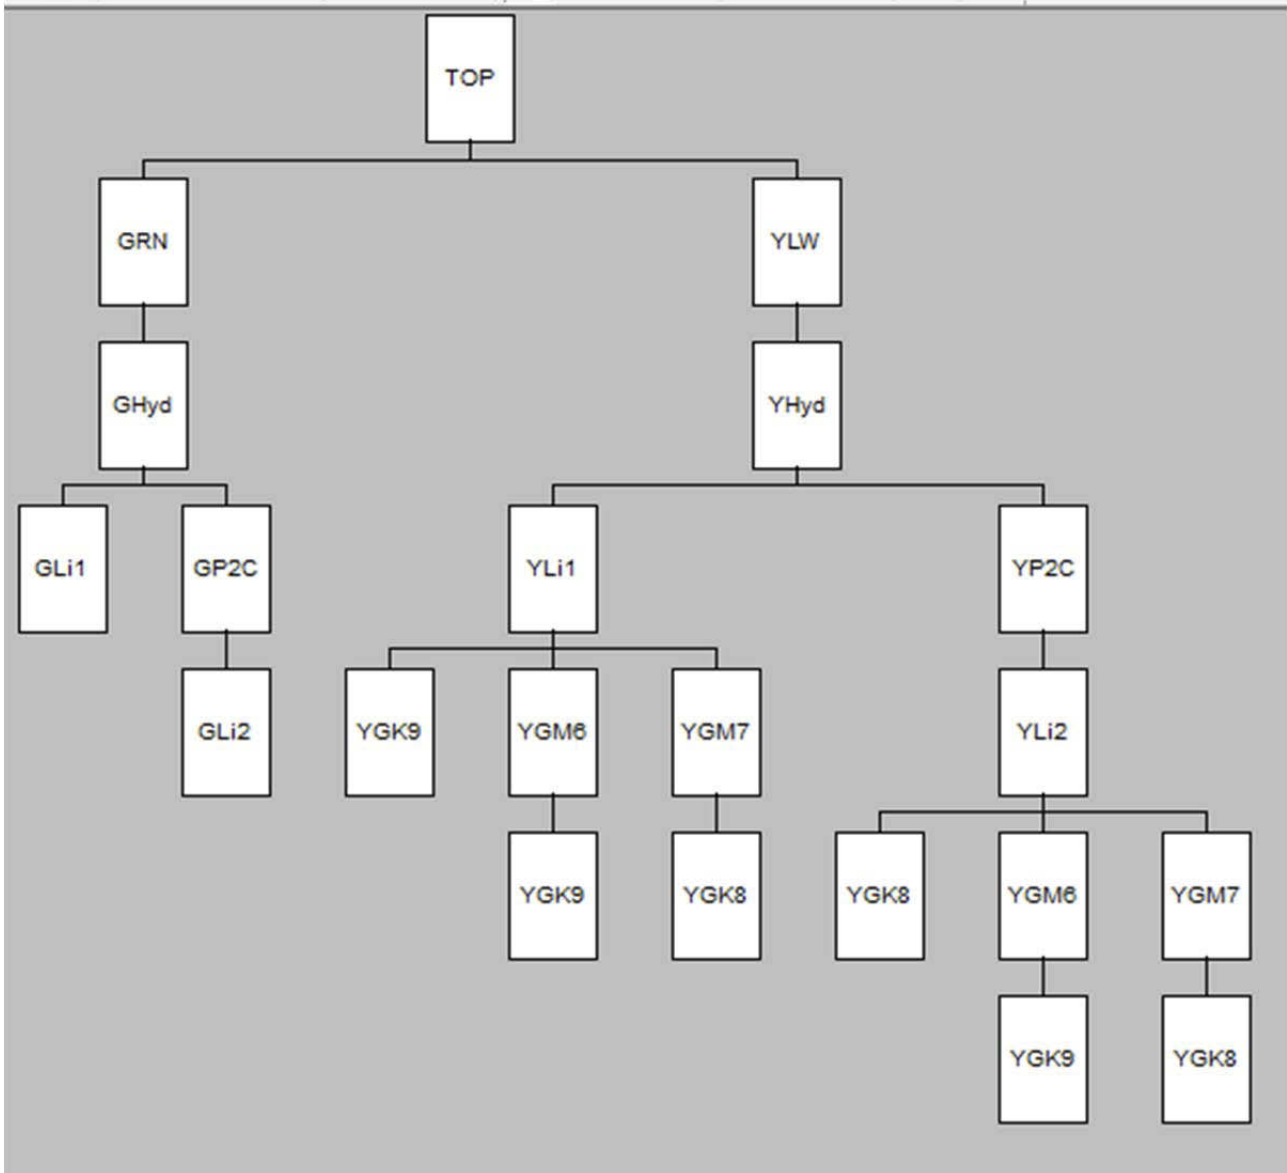 TOP
GRN
YLW
GHyd
YHyd
GLi1
GP2C
YLi1
YP2C
GLi2
YGK9
YGM6
YGM7
YLi2
YGK9
YGK8
YGK8
YGM6
YGM7
YGK9
YGK8